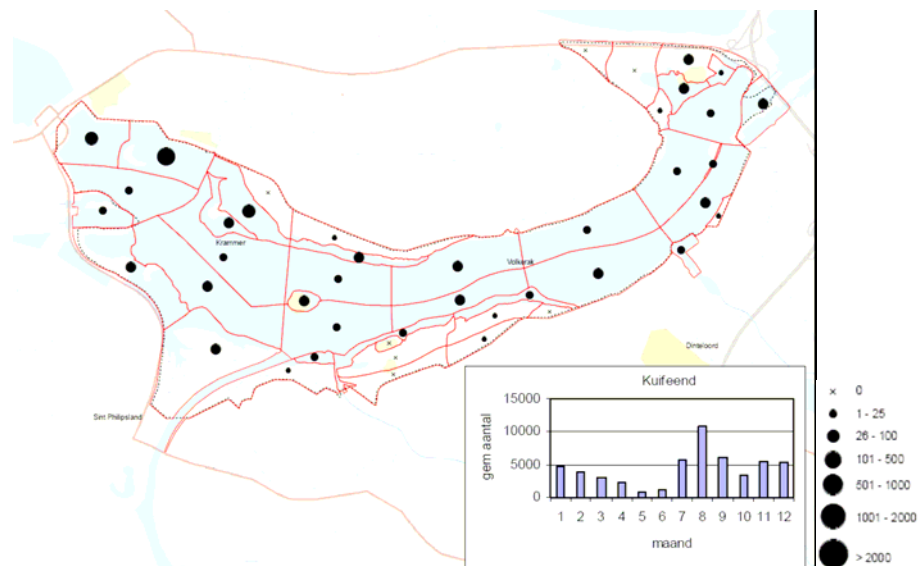 Krammer
Volkerak
Dinteloord
Sint Philipsland
Kuifeend
gem aantal
15000
10000
5000
0
1 2 3 4 5 6 7 8 9 10 11 12
maand
0
1 - 25
26 - 100
101 - 500
501 - 1000
1001 - 2000
> 2000